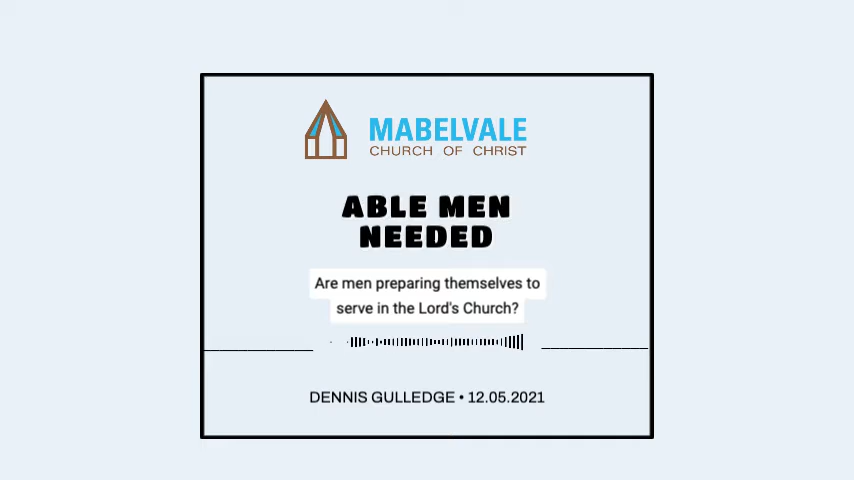 MABELVALE
CHURCH OF CHRIST
ABLE MEN
NEEDED
Are men preparing themselves to
serve in the Lord's Church?
DENNIS GULLEDGE • 12.05.2021